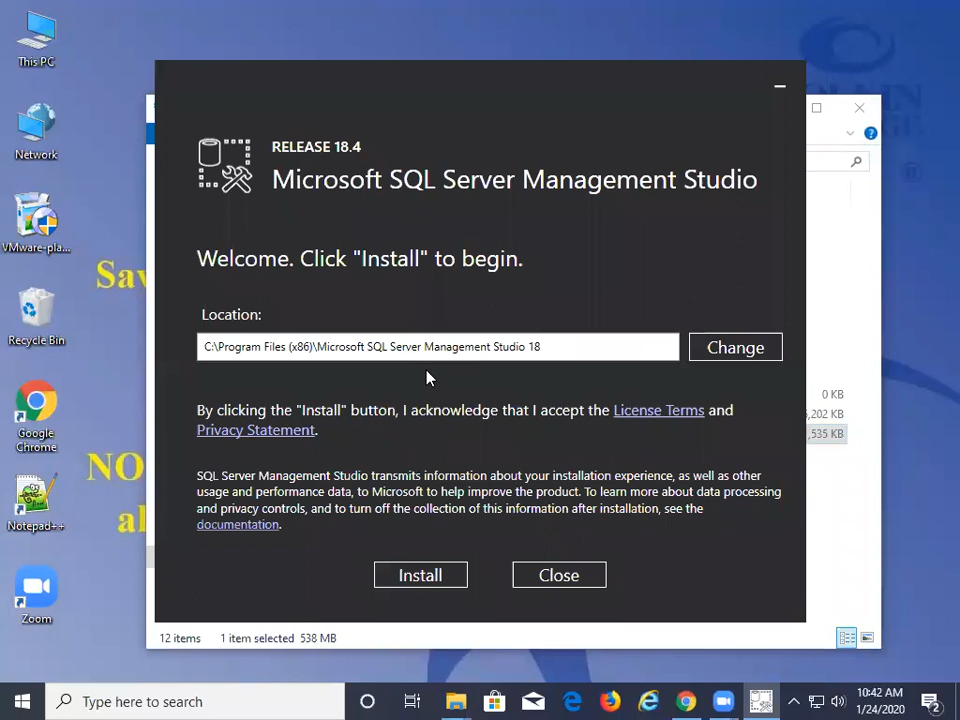 This PC
Network
VMware-pla...
Recycle Bin
Google
Chrome
Notepad++
Zoom
Sav
NO
al
RELEASE 18.4
Microsoft SQL Server Management Studio
Welcome. Click "Install" to begin.
Location:
C:\Program Files (x86)\Microsoft SQL Server Management Studio 18
Change
By clicking the "Install" button, I acknowledge that I accept the License Terms and
Privacy Statement.
SQL Server Management Studio transmits information about your installation experience, as well as other
usage and performance data, to Microsoft to help improve the product. To learn more about data processing
and privacy controls, and to turn off the collection of this information after installation, see the
documentation.
Install
Close
0 KB
,202 KB
,535 KB
12 items 1 item selected 538 MB
Type here to search
10:42 AM
1/24/2020
2